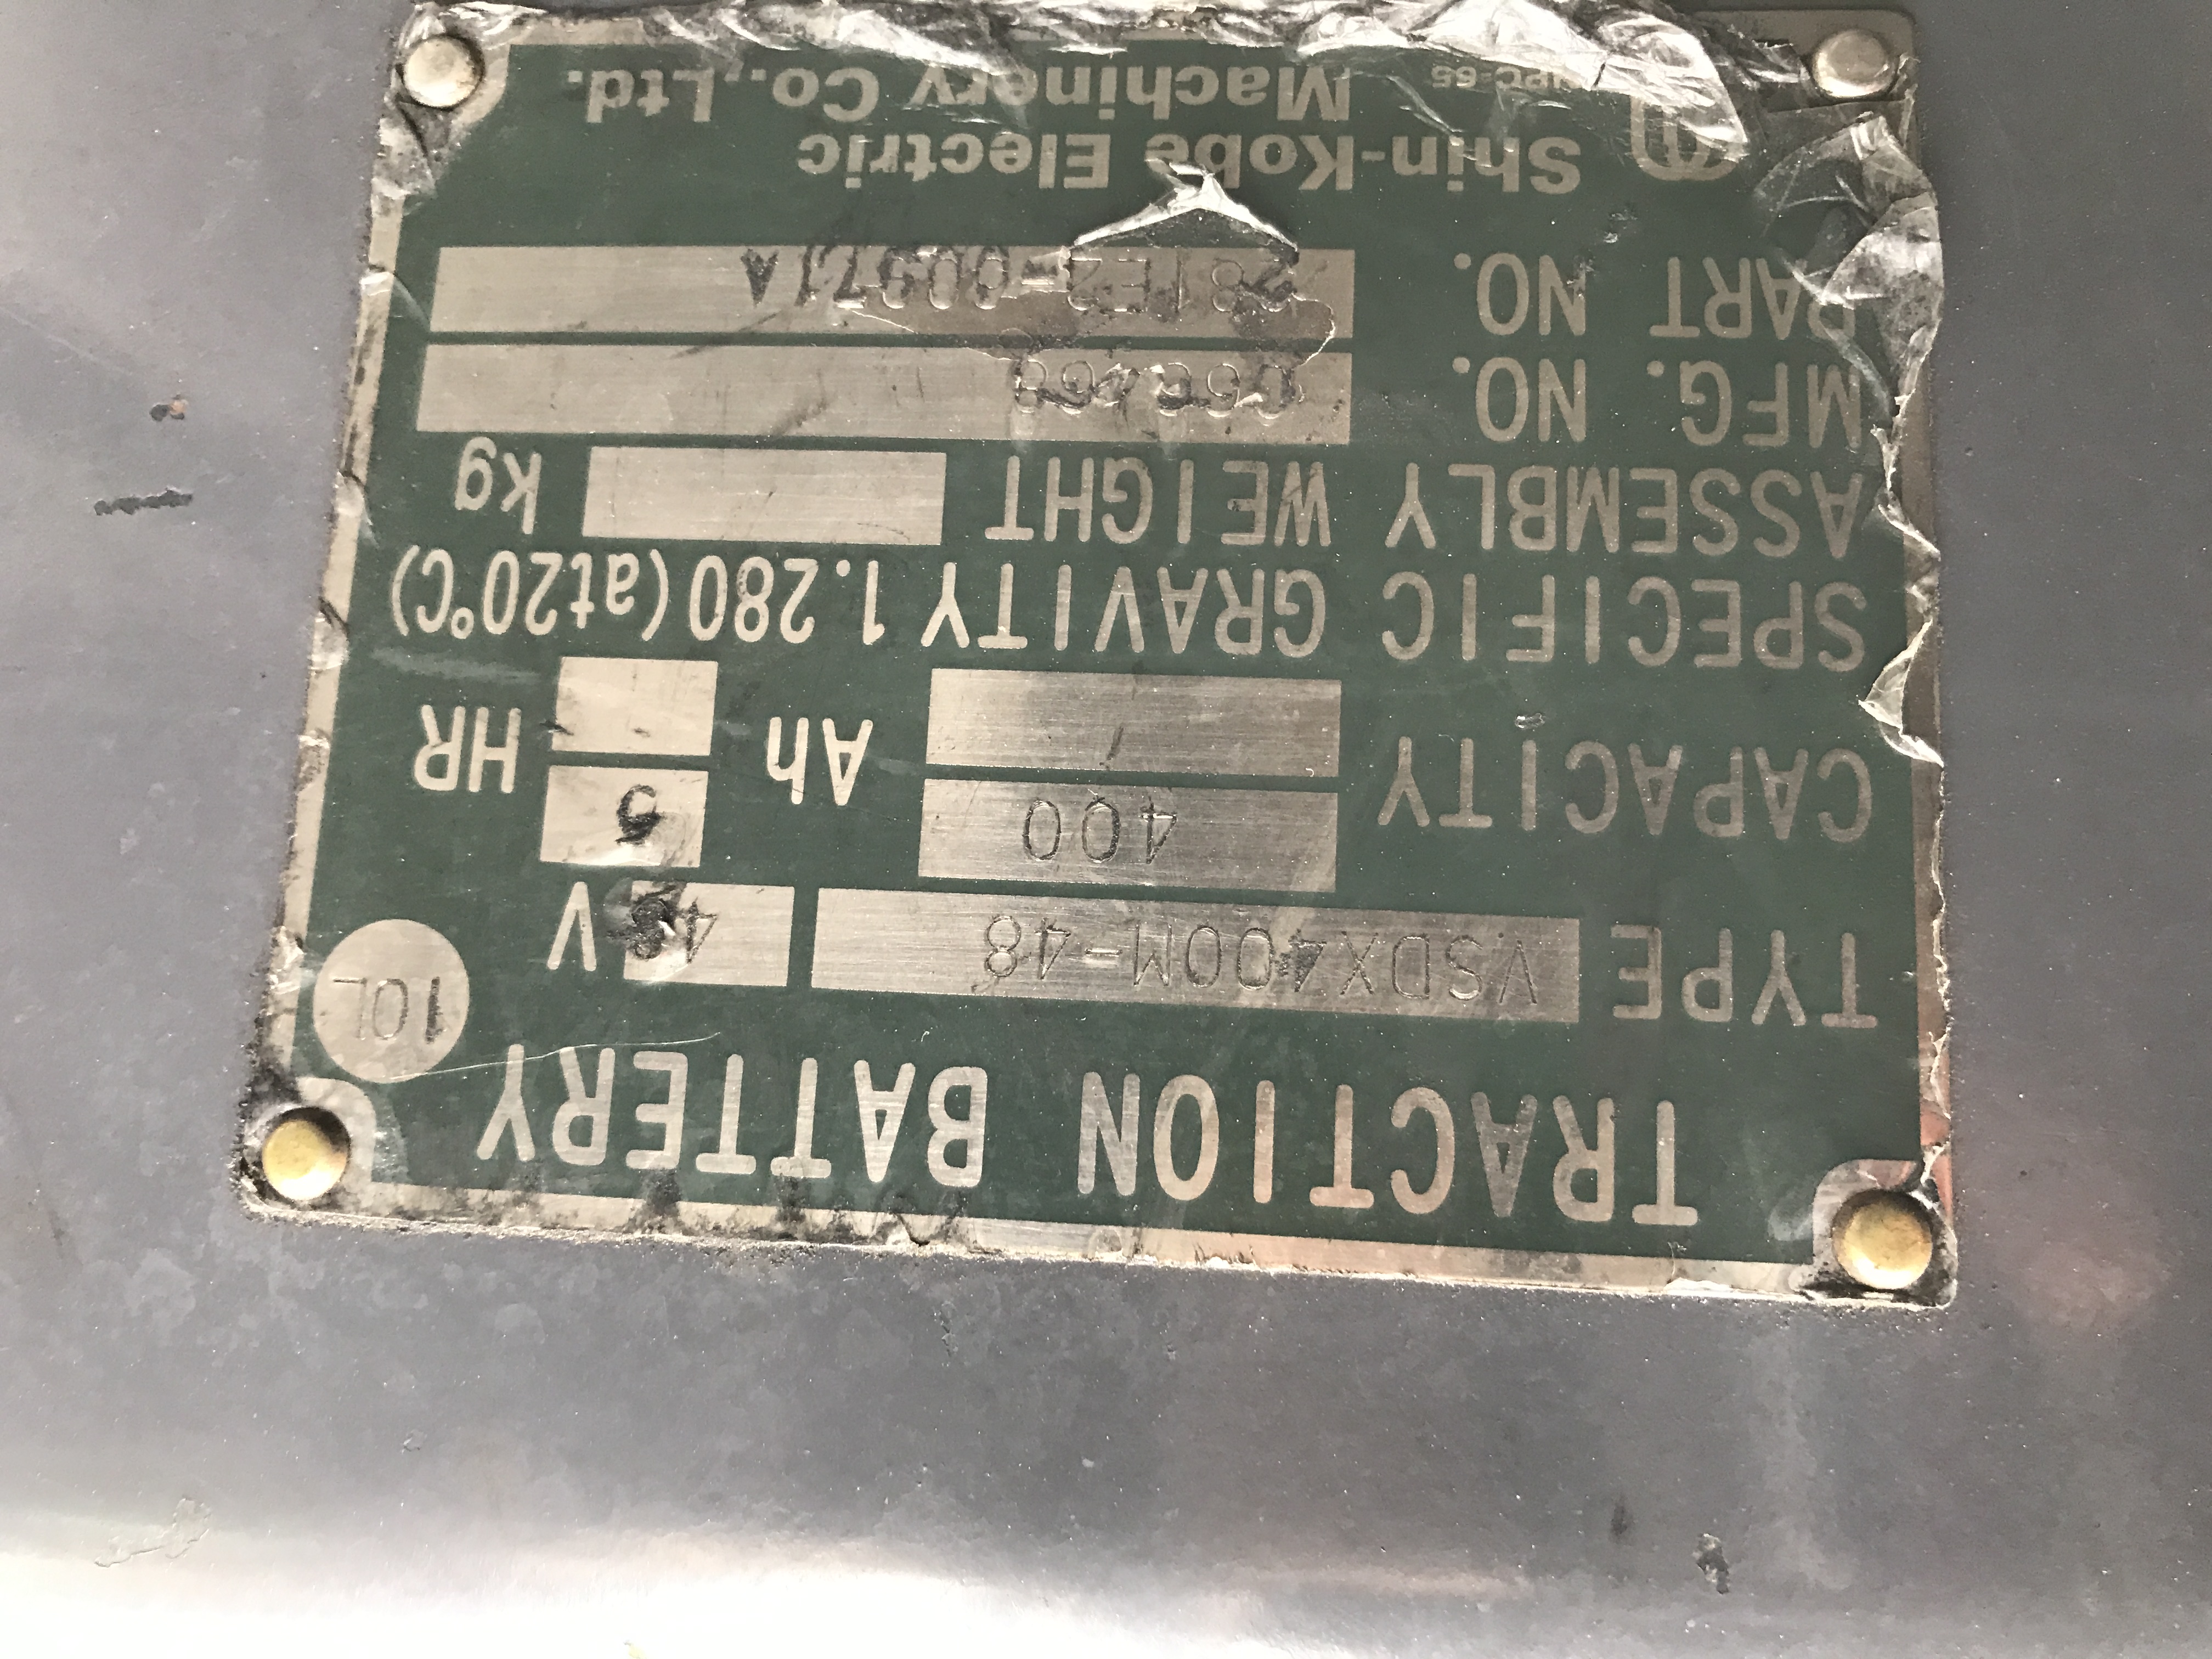 TRACTION BATTERY
10L
TYPE VSDX400M-48 48 V
CAPACITY 400 Ah 5 HR
SPECIFIC GRAVITY 1.280 (at20°C)
ASSEMBLY WEIGHT kg
MFG. NO.
PART NO.
Shin-Kobe Electric
Machinery Co.,Ltd.